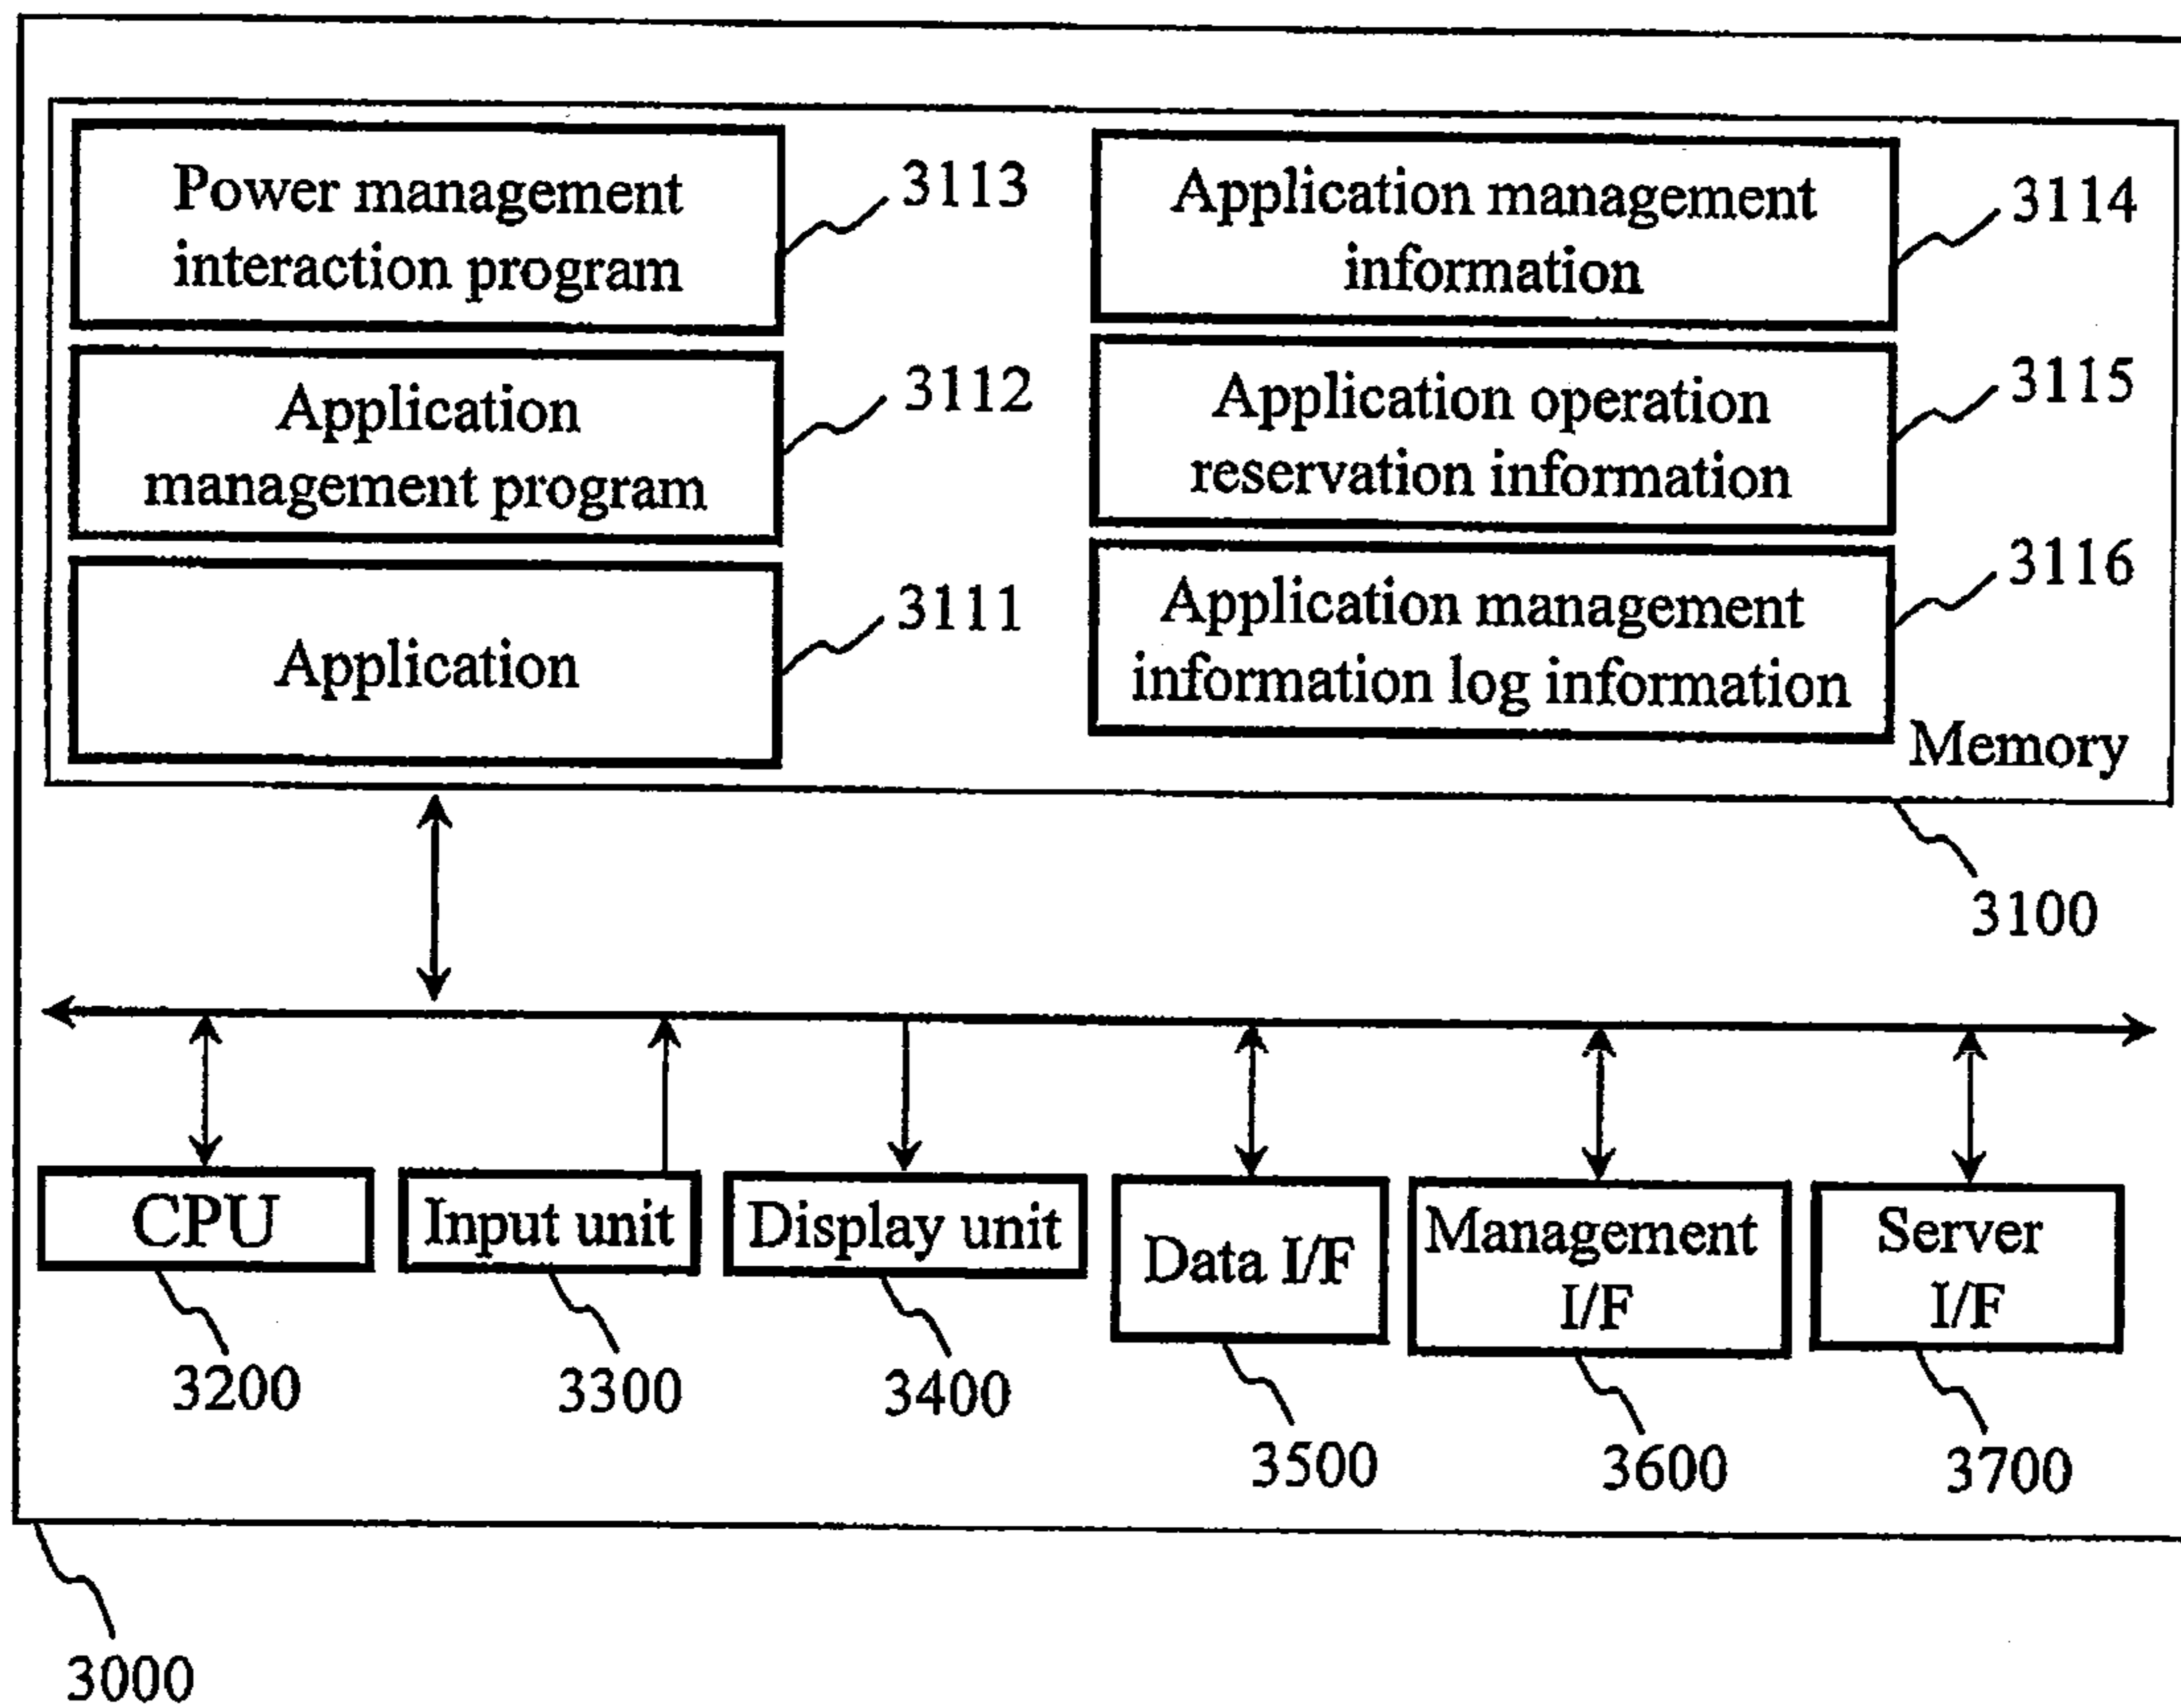 Power management
interaction program
3113
Application management
information
3114
Application
management program
3112
Application operation
reservation information
3115
Application
3111
Application management
information log information
3116
Memory
3100
CPU
Input unit
Display unit
Data I/F
Management
I/F
Server
I/F
3200
3300
3400
3500
3600
3700
3000